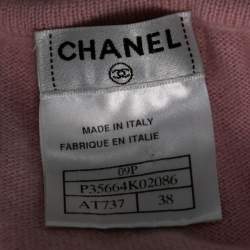 CHANEL
MADE IN ITALY
FABRIQUE EN ITALIE
09P
P35664K02086
AT737 38